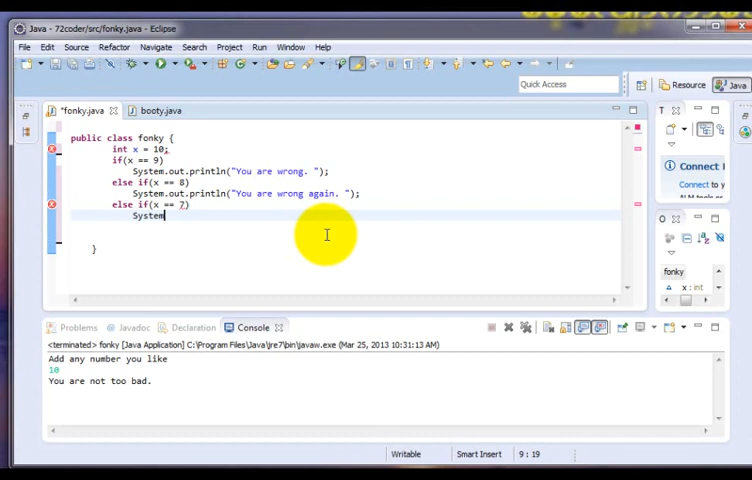 Java - 72coder/src/fonky.java - Eclipse
File Edit Source Refactor Navigate Search Project Run Window Help
Quick Access
Resource Java
*fonky.java booty.java
T
public class fonky {
int x = 10;
if(x == 9)
System.out.println("You are wrong. ");
else if(x == 8)
System.out.println("You are wrong again. ");
else if(x == 7)
System
}
Connect
Connect to
O
fonky
x : int
Problems Javadoc Declaration Console
<terminated> fonky [Java Application] C:\Program Files\Java\jre7\bin\javaw.exe (Mar 25, 2013 10:31:13 AM)
Add any number you like
10
You are not too bad.
Writable Smart Insert 9 : 19